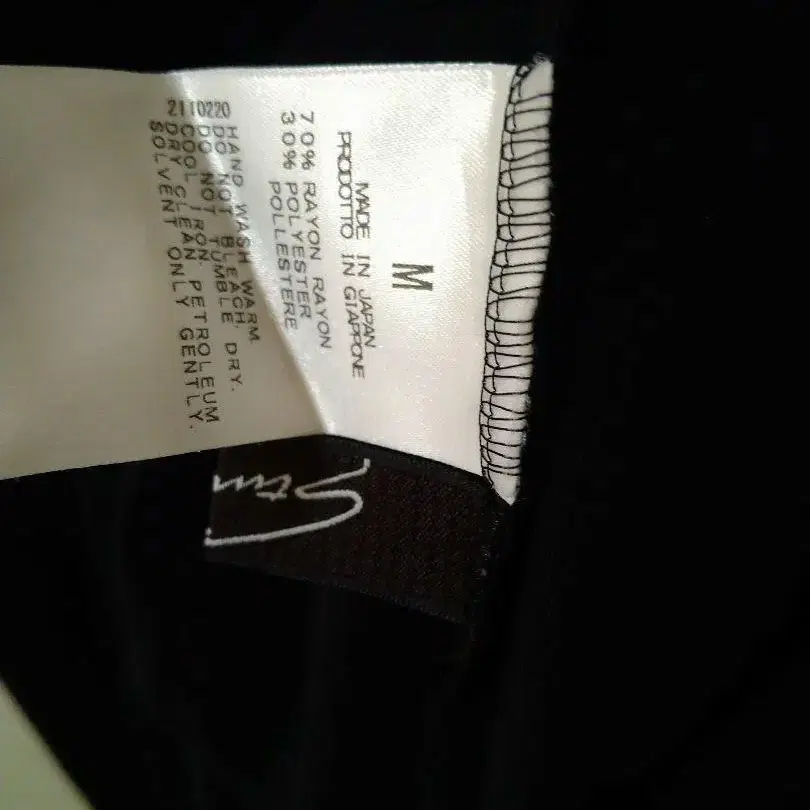 M
MADE IN JAPAN
PRODOTTO IN GIAPPONE
70% RAYON RAYON
30% POLYESTER
POLLESTERE
HAND WASH WARM
DO NOT BLEACH.
DO NOT TUMBLE DRY.
COOL IRON. PETROLEUM
DRY CLEAN GENTLY.
SOLVENT ONLY
2110220